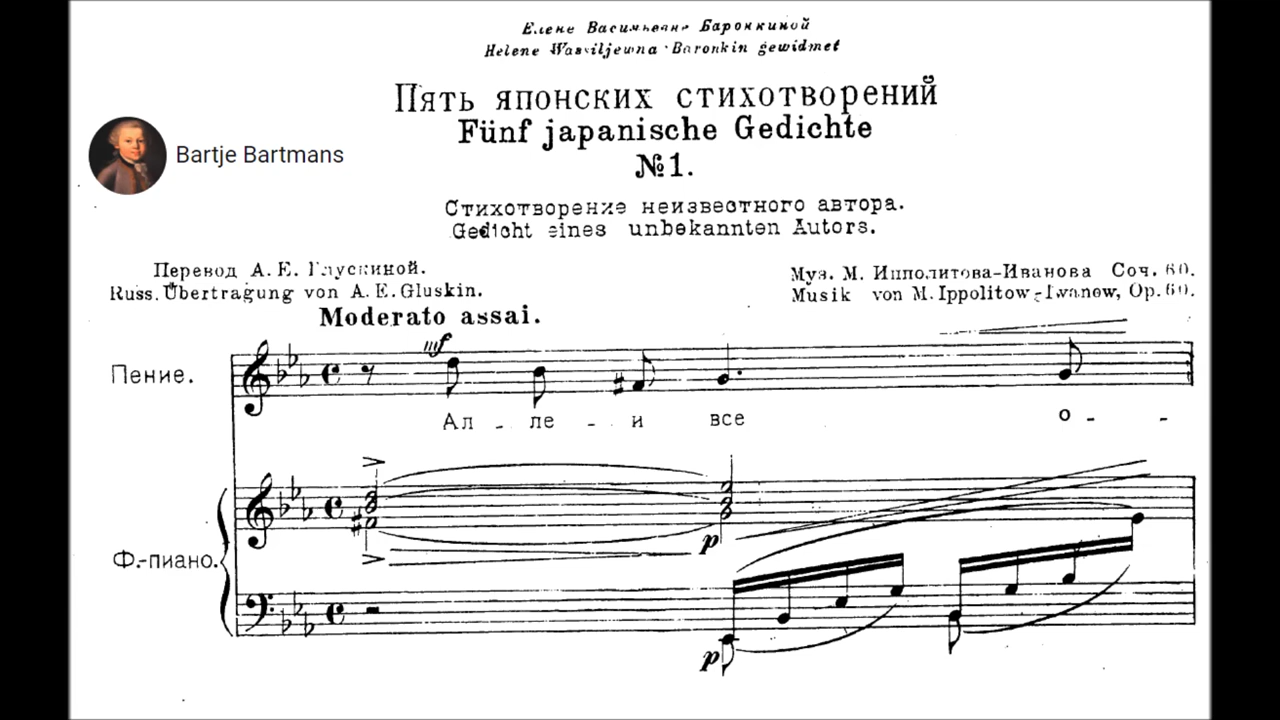 Елене Васильевне Баронкиной
Helene Wassiljewna Baronkin gewidmet
Пять японских стихотворений
Fünf japanische Gedichte
№1.
Bartje Bartmans
Стихотворение неизвестного автора.
Gedicht eines unbekannten Autors.
Перевод А. Е. Глускиной.
Russ. Übertragung von A. E. Gluskin.
Муз. М. Ипполитова-Иванова Соч. 60.
Musik von M. Ippolitow-Iwanow, Op. 60.
Moderato assai.
mf
Пение.
Ал - ле - и все о - -
p
Ф.-пиано.
p